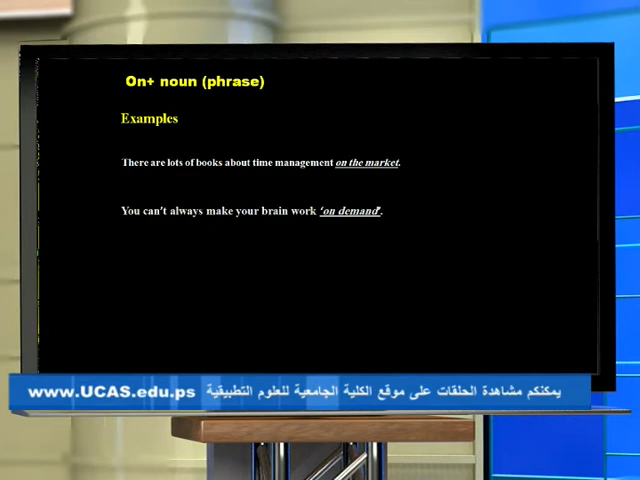 On+ noun (phrase)
Examples
There are lots of books about time management on the market.
You can't always make your brain work 'on demand'.
يمكنكم مشاهدة الحلقات على موقع الكلية الجامعية للعلوم التطبيقية www.UCAS.edu.ps